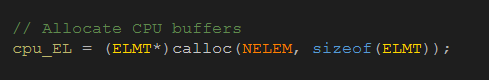 // Allocate CPU buffers
cpu_EL = (ELMT*)calloc(NELEM, sizeof(ELMT));